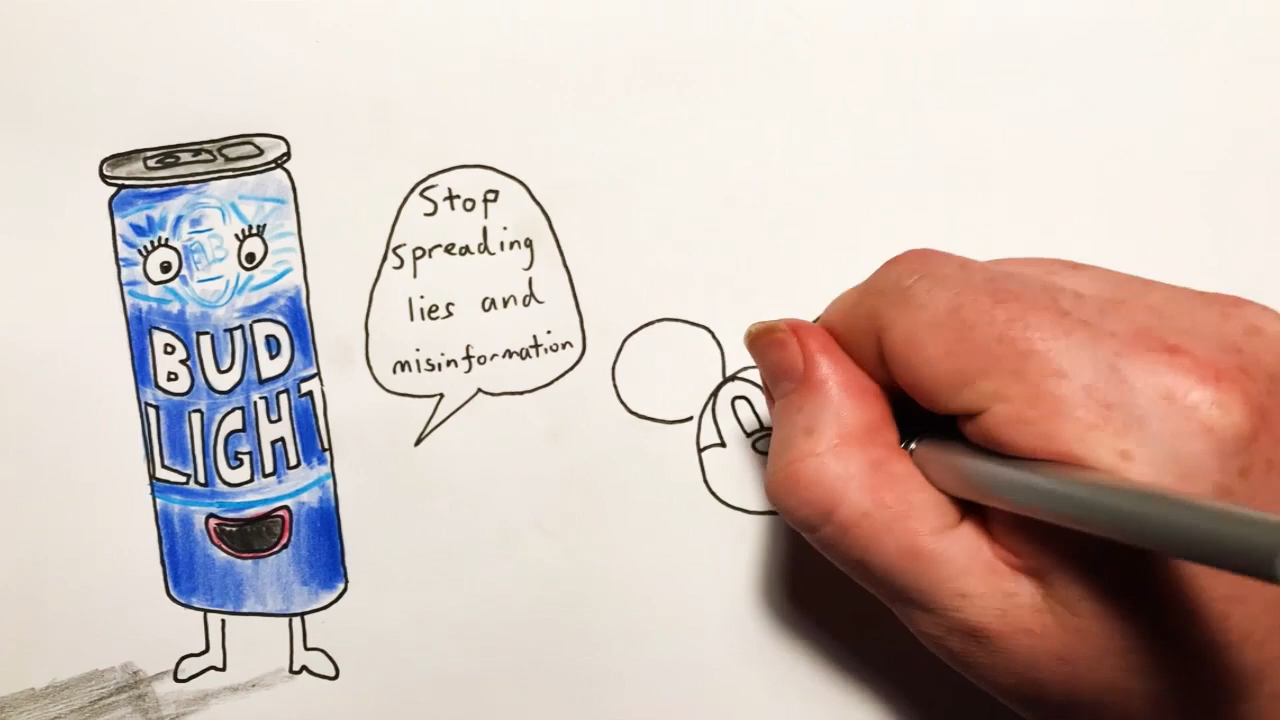 BUD
LIGHT
Stop
spreading
lies and
misinformation